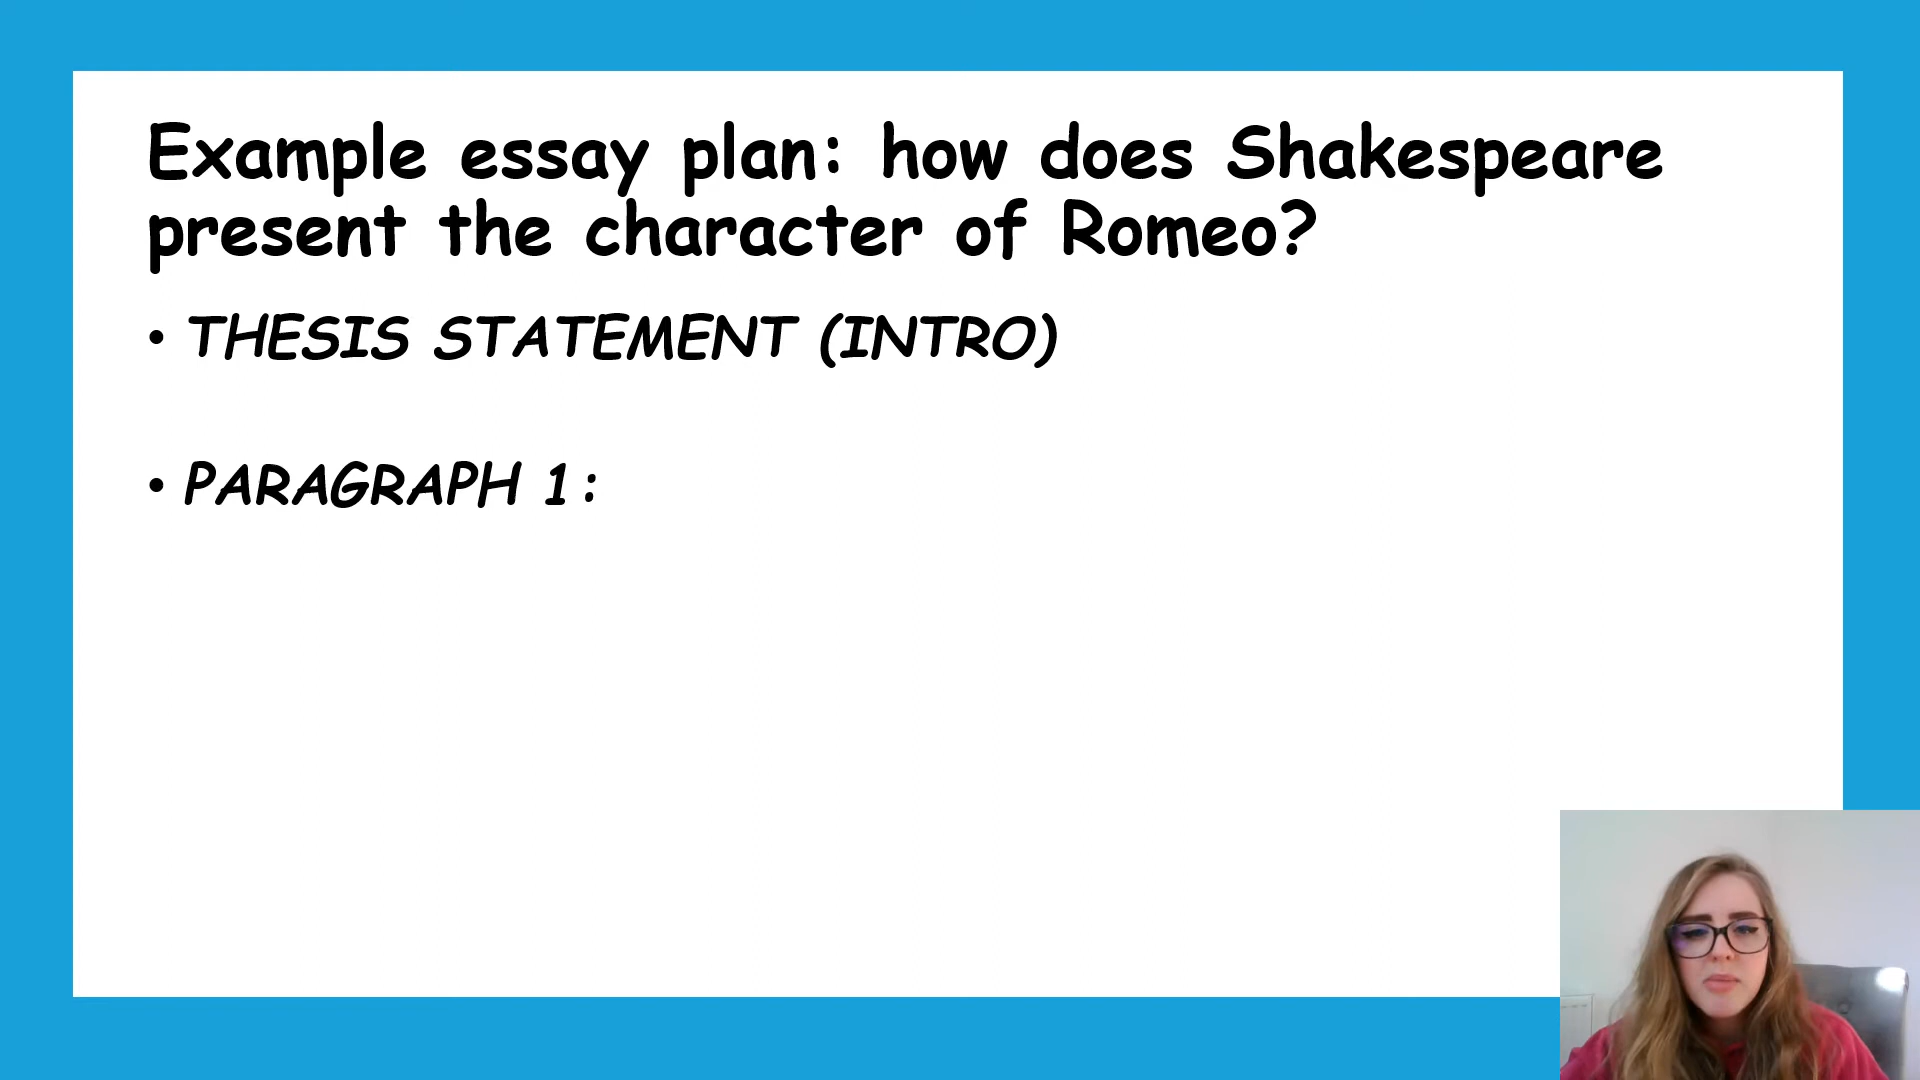 Example essay plan: how does Shakespeare
present the character of Romeo?
• THESIS STATEMENT (INTRO)
• PARAGRAPH 1: